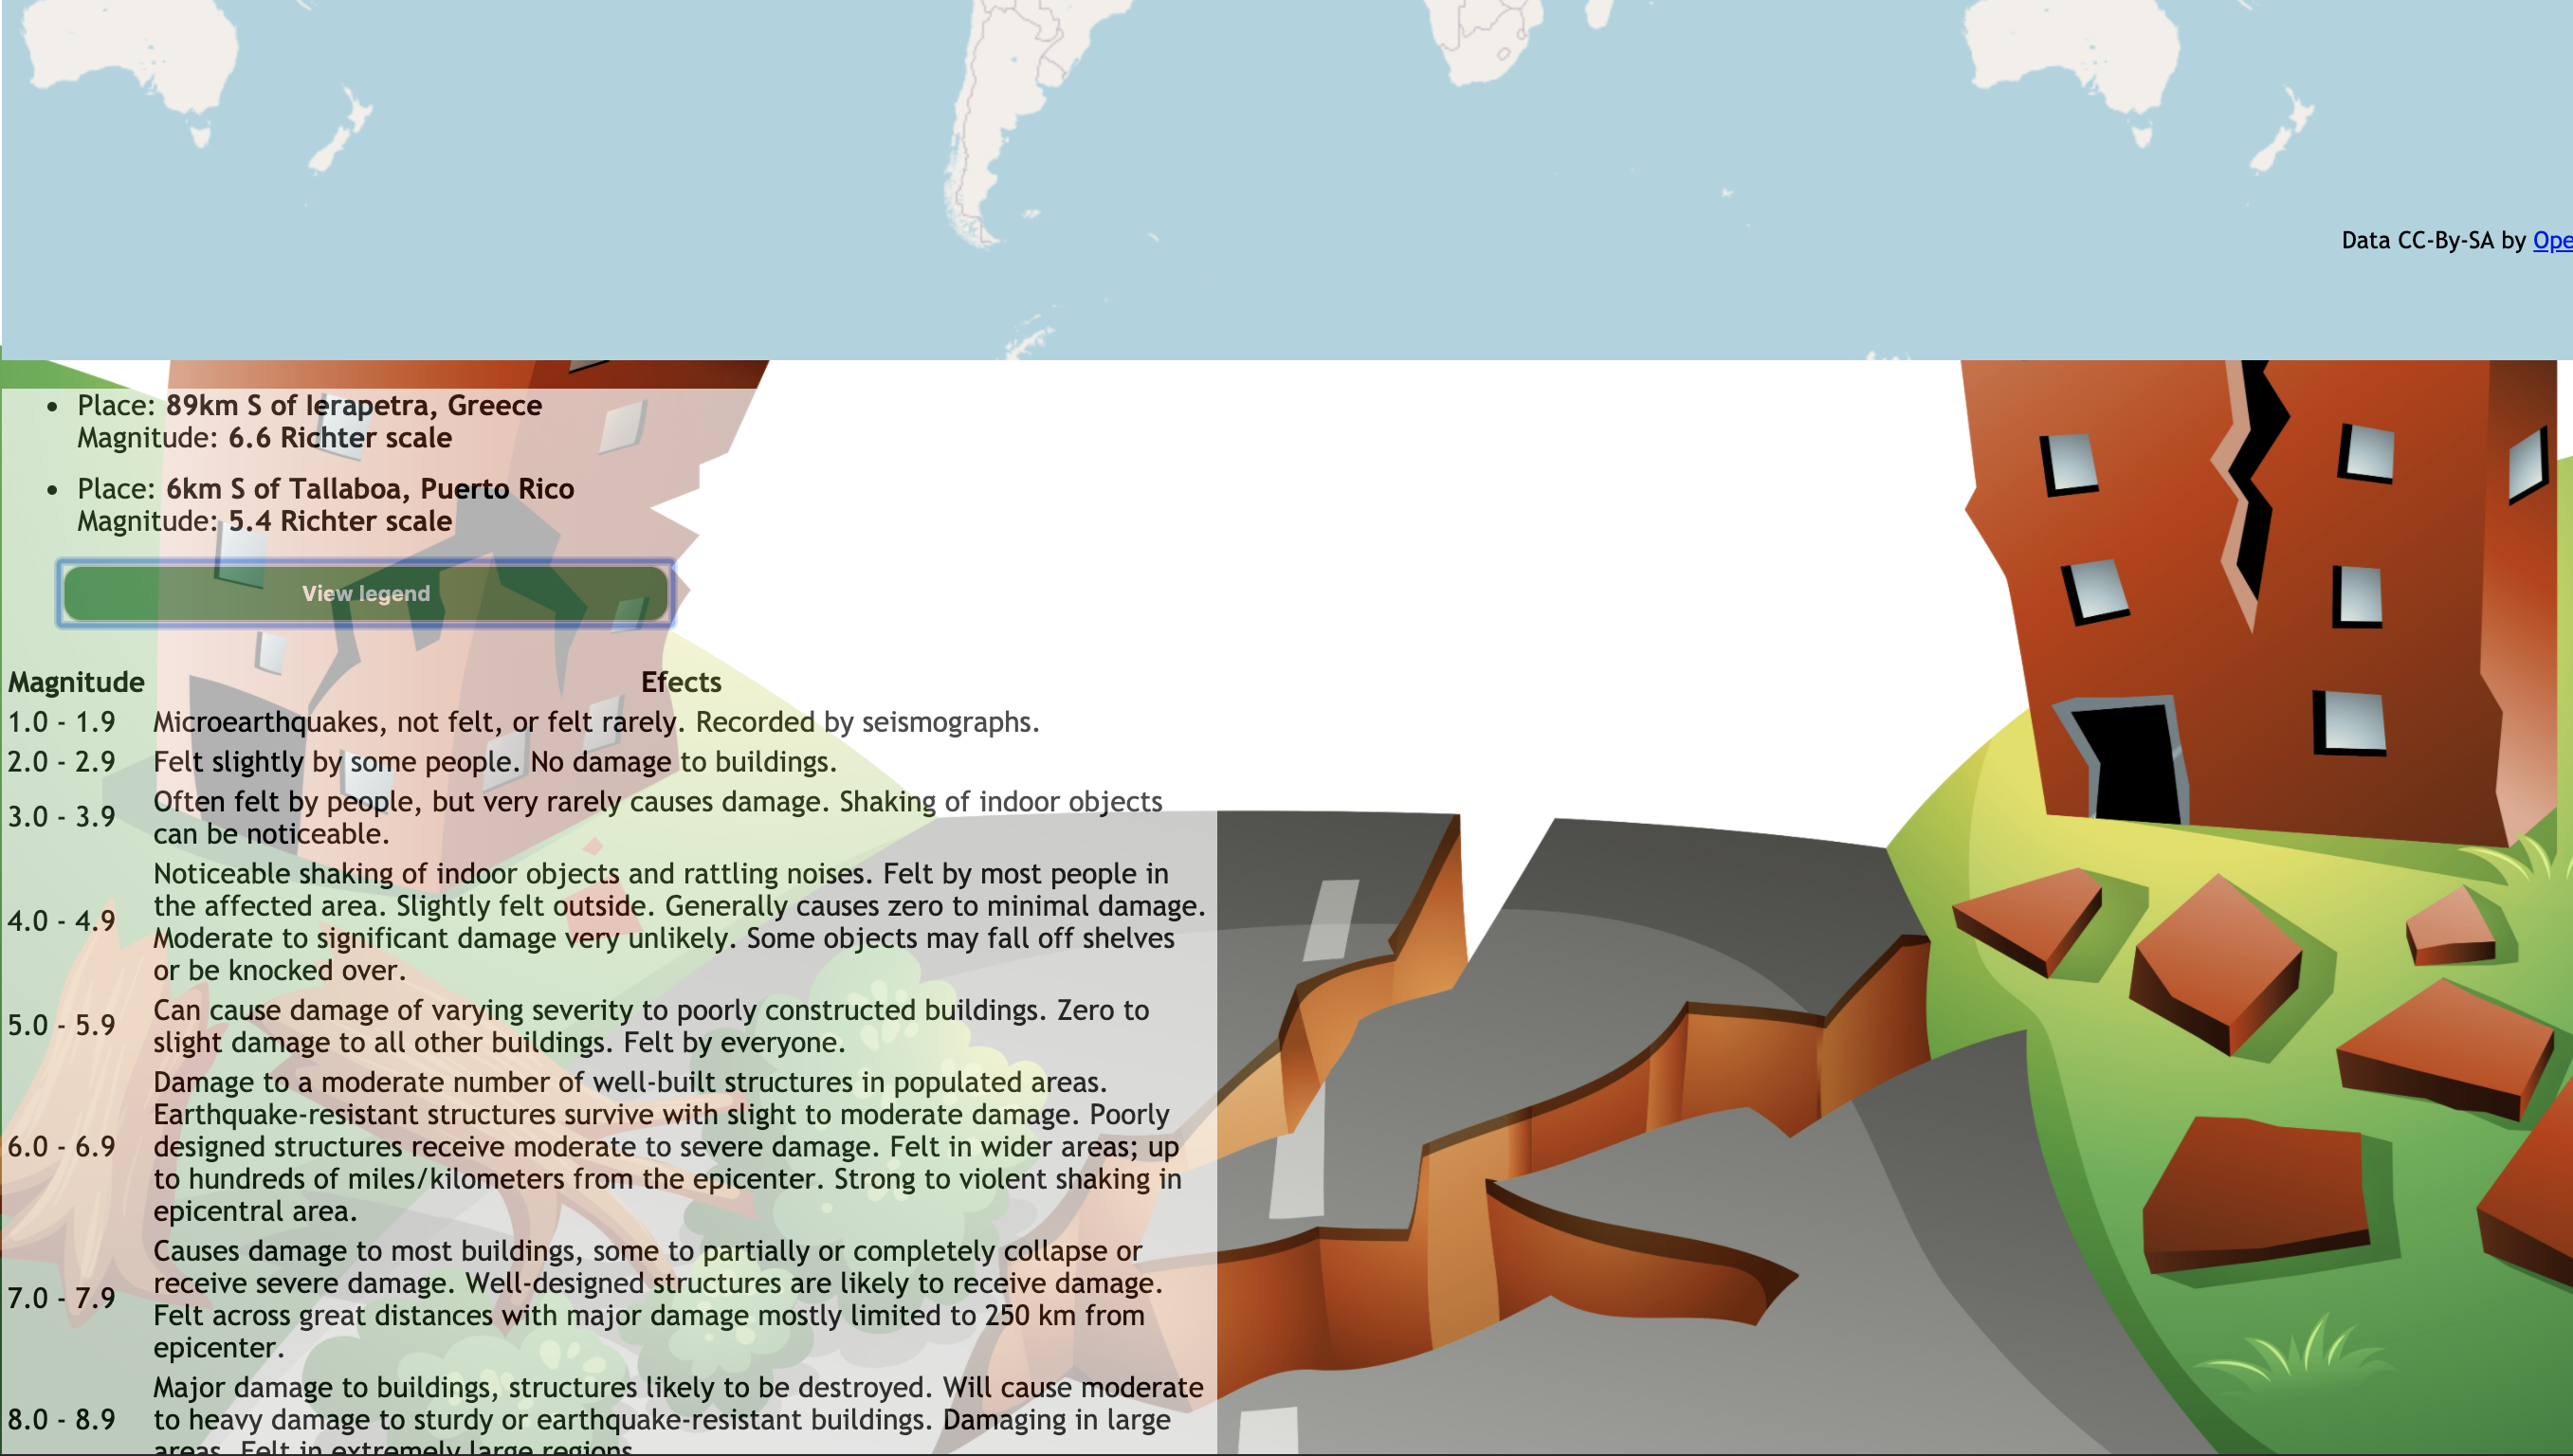 Data CC-By-SA by Ope
• Place: 89km S of Ierapetra, Greece
Magnitude: 6.6 Richter scale
• Place: 6km S of Tallaboa, Puerto Rico
Magnitude: 5.4 Richter scale
View legend
Magnitude Efects
1.0 - 1.9 Microearthquakes, not felt, or felt rarely. Recorded by seismographs.
2.0 - 2.9 Felt slightly by some people. No damage to buildings.
3.0 - 3.9 Often felt by people, but very rarely causes damage. Shaking of indoor objects
can be noticeable.
4.0 - 4.9 Noticeable shaking of indoor objects and rattling noises. Felt by most people in
the affected area. Slightly felt outside. Generally causes zero to minimal damage.
Moderate to significant damage very unlikely. Some objects may fall off shelves
or be knocked over.
5.0 - 5.9 Can cause damage of varying severity to poorly constructed buildings. Zero to
slight damage to all other buildings. Felt by everyone.
6.0 - 6.9 Damage to a moderate number of well-built structures in populated areas.
Earthquake-resistant structures survive with slight to moderate damage. Poorly
designed structures receive moderate to severe damage. Felt in wider areas; up
to hundreds of miles/kilometers from the epicenter. Strong to violent shaking in
epicentral area.
7.0 - 7.9 Causes damage to most buildings, some to partially or completely collapse or
receive severe damage. Well-designed structures are likely to receive damage.
Felt across great distances with major damage mostly limited to 250 km from
epicenter.
8.0 - 8.9 Major damage to buildings, structures likely to be destroyed. Will cause moderate
to heavy damage to sturdy or earthquake-resistant buildings. Damaging in large
areas. Felt in extremely large regions.